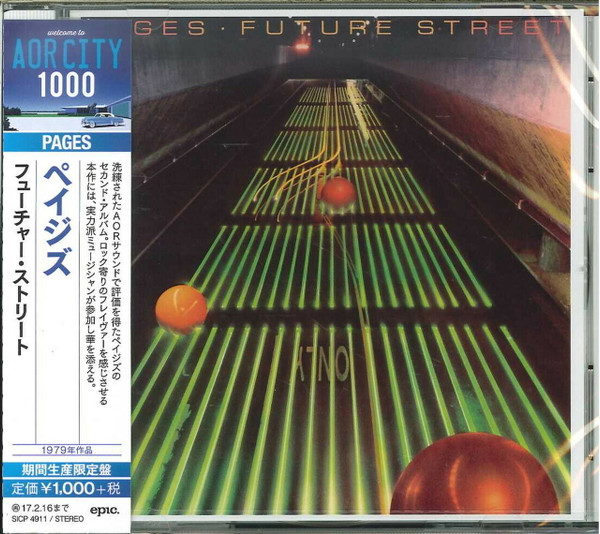 welcome to
AOR CITY
1000
PAGES
ペイジズ
フューチャー・ストリート
洗練されたAORサウンドで評価を得たペイジズの
セカンド・アルバム。ロック寄りのフレイヴァーを感じさせる
本作には、実力派ミュージシャンが参加し華を添える。
1979年作品
期間生産限定盤
定価¥1,000+税
17.2.16まで
SICP 4911 / STEREO
epic.
GES · FUTURE STREET
ONLY